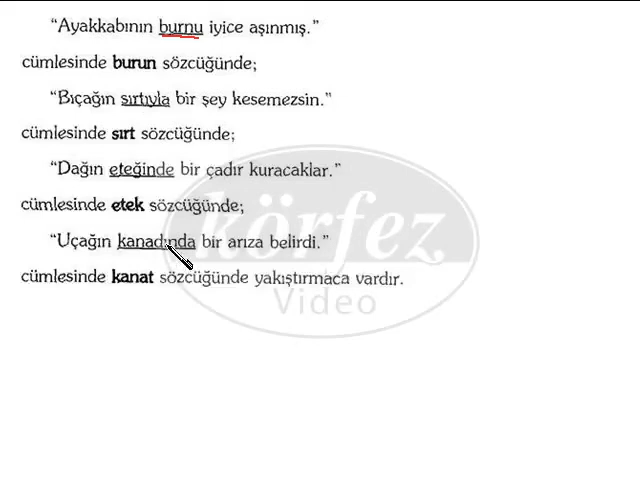 “Ayakkabının burnu iyice aşınmış.”
cümlesinde burun sözcüğünde;
“Bıçağın sırtıyla bir şey kesemezsin.”
cümlesinde sırt sözcüğünde;
“Dağın eteğinde bir çadır kuracaklar.”
cümlesinde etek sözcüğünde;
“Uçağın kanadında bir arıza belirdi.”
cümlesinde kanat sözcüğünde yakıştırmaca vardır.
körfez
Video